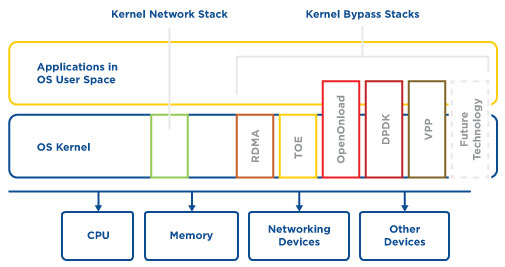 Kernel Network Stack
Kernel Bypass Stacks
Applications in
OS User Space
OS Kernel
RDMA
TOE
OpenOnload
DPDK
VPP
Future
Technology
CPU
Memory
Networking
Devices
Other
Devices